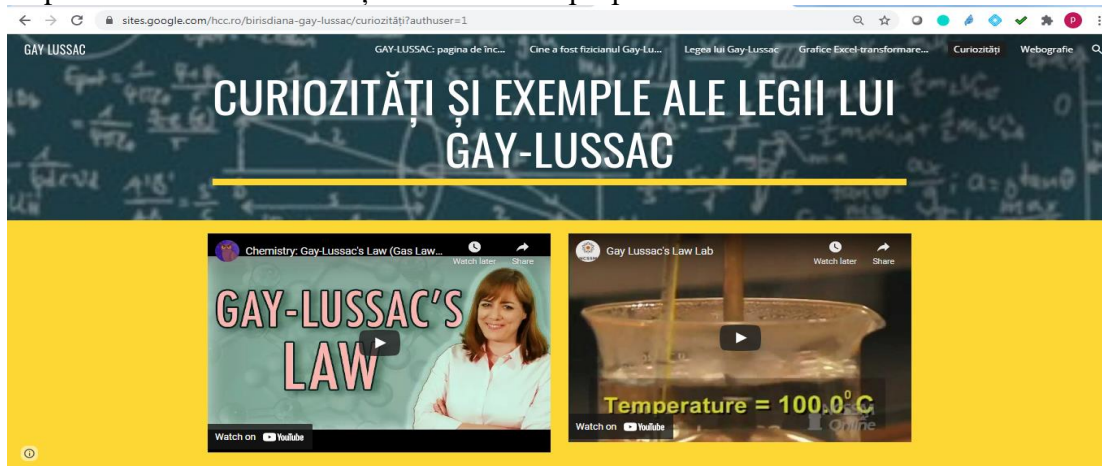 sites.google.com/hcc.ro/birisdiana-gay-lussac/curiozități?authuser=1
GAY LUSSAC
GAY-LUSSAC: pagina de înc...
Cine a fost fizicianul Gay-Lu...
Legea lui Gay-Lussac
Grafice Excel-transformare...
Curiozități
Webografie
CURIOZITĂȚI ȘI EXEMPLE ALE LEGII LUI
GAY-LUSSAC
Chemistry: Gay-Lussac's Law (Gas Law...
Watch later
Share
GAY-LUSSAC'S
LAW
Watch on YouTube
Gay Lussac's Law Lab
Watch later
Share
Temperature = 100.0° C
Online
Watch on YouTube